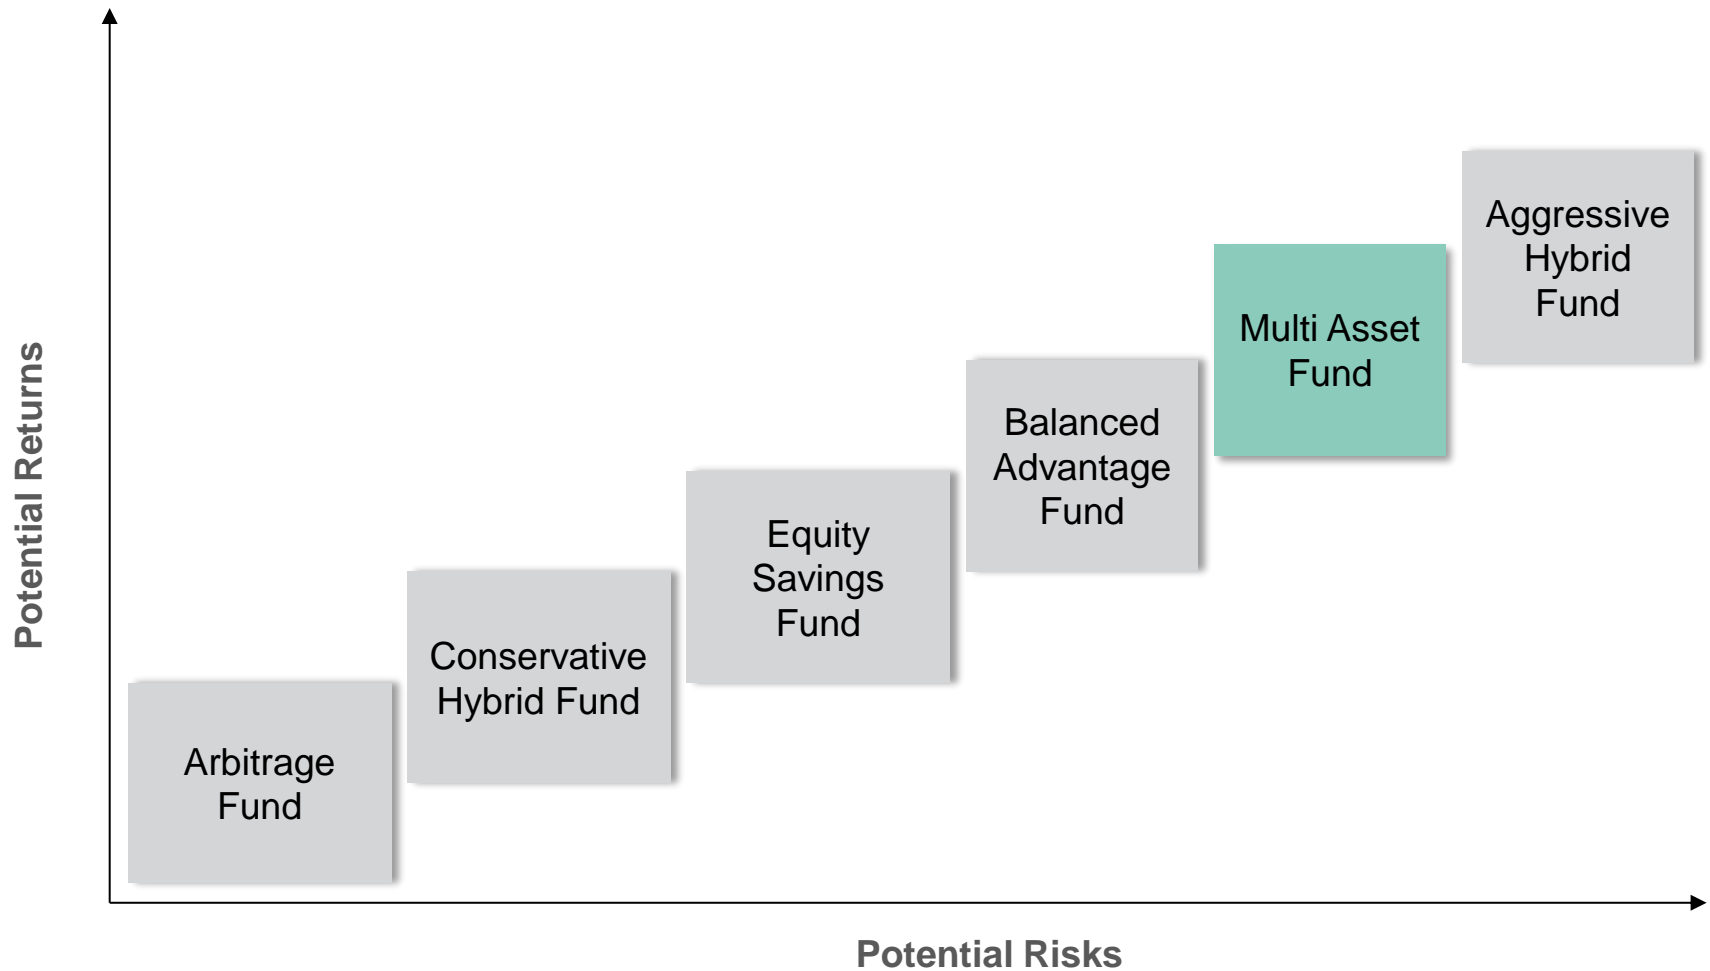 Potential Returns
Aggressive
Hybrid
Fund
Multi Asset
Fund
Balanced
Advantage
Fund
Equity
Savings
Fund
Conservative
Hybrid Fund
Arbitrage
Fund
Potential Risks